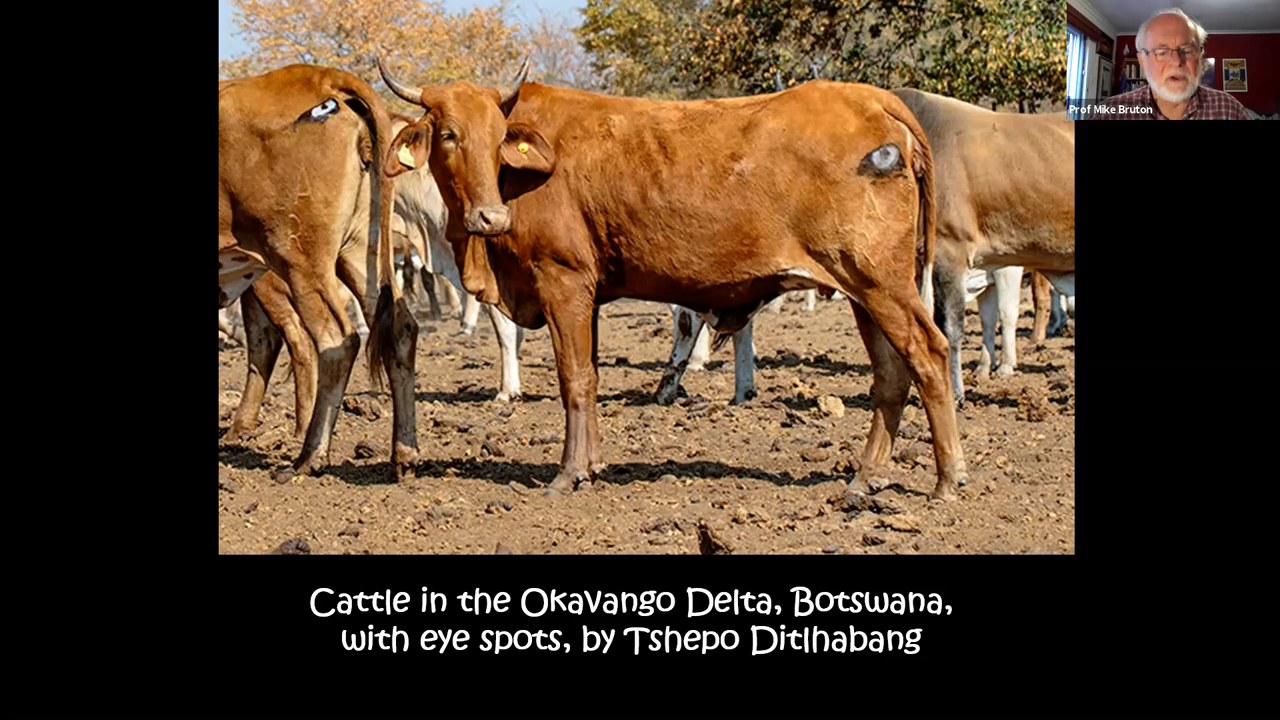 Prof Mike Bruton
Cattle in the Okavango Delta, Botswana,
with eye spots, by Tshepo Ditlhabang